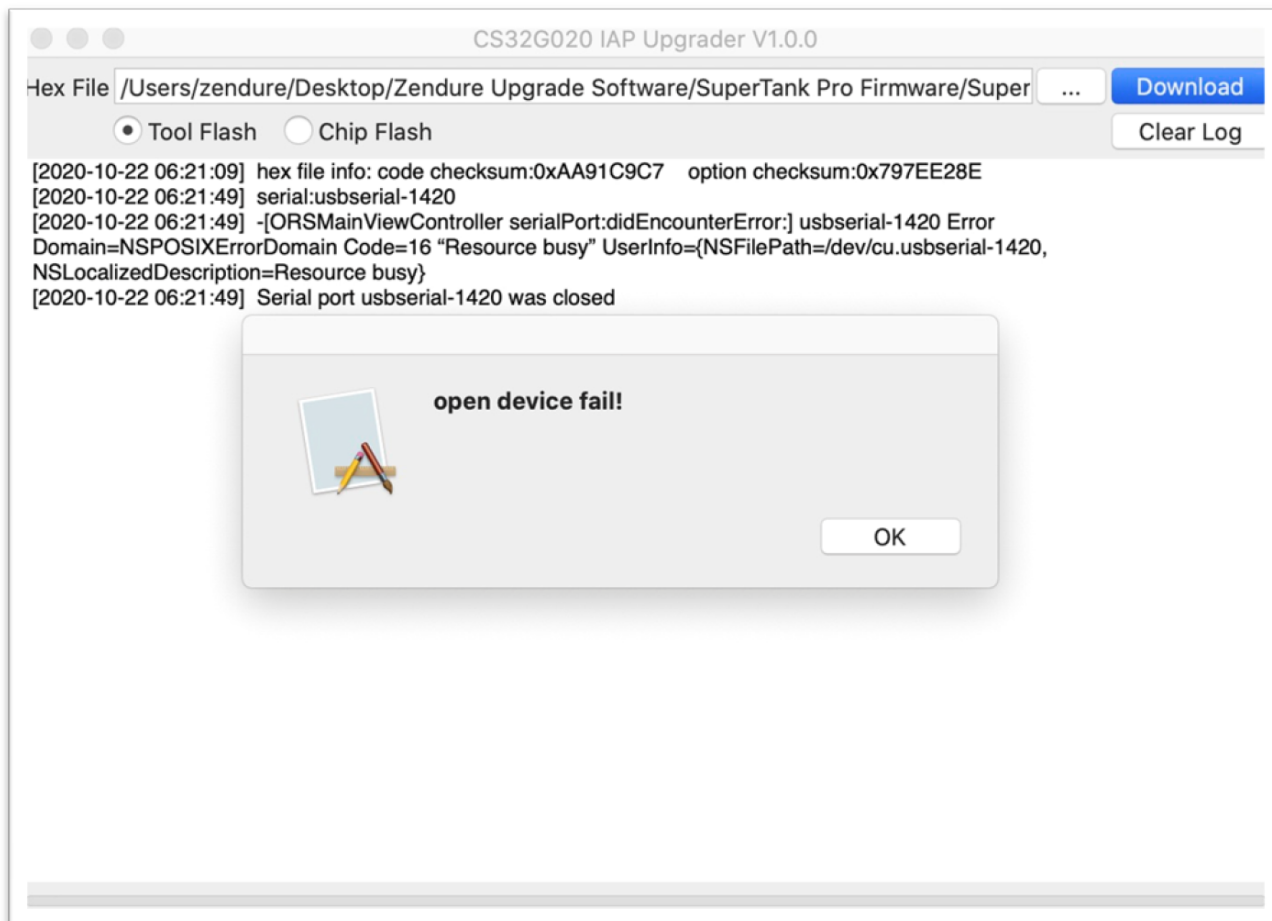 CS32G020 IAP Upgrader V1.0.0
Hex File /Users/zendure/Desktop/Zendure Upgrade Software/SuperTank Pro Firmware/Super ... Download
Tool Flash Chip Flash Clear Log
[2020-10-22 06:21:09] hex file info: code checksum:0xAA91C9C7 option checksum:0x797EE28E
[2020-10-22 06:21:49] serial:usbserial-1420
[2020-10-22 06:21:49] -[ORSMainViewController serialPort:didEncounterError:] usbserial-1420 Error
Domain=NSPOSIXErrorDomain Code=16 “Resource busy” UserInfo={NSFilePath=/dev/cu.usbserial-1420,
NSLocalizedDescription=Resource busy}
[2020-10-22 06:21:49] Serial port usbserial-1420 was closed
open device fail!
OK